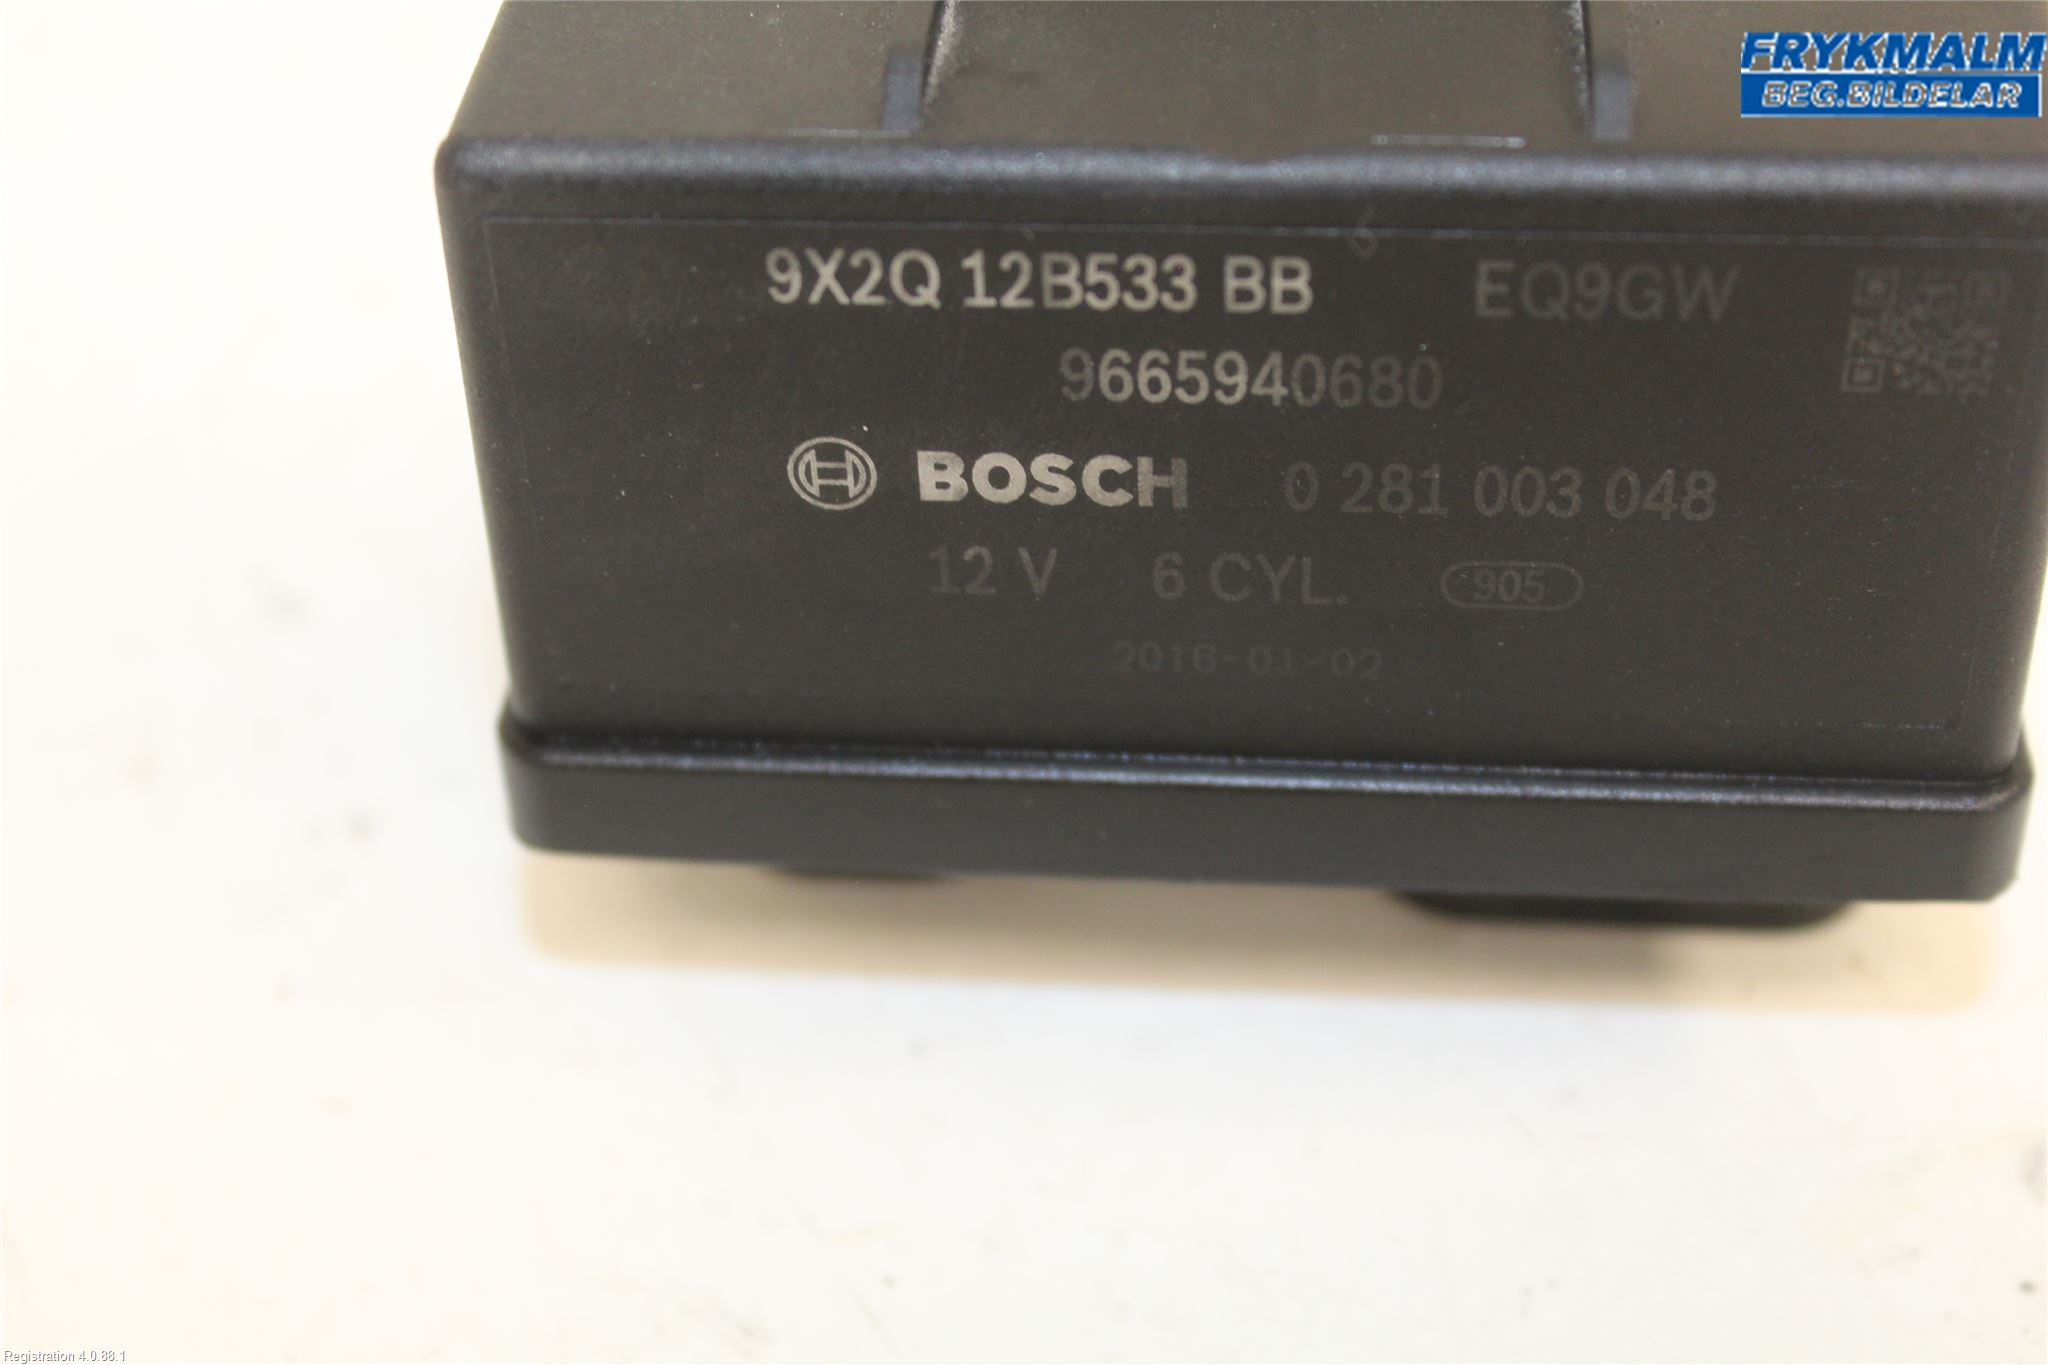 FRYKMALM
BEG.BILDELAR
9X2Q 12B533 BB EQ9GW
9665940680
BOSCH 0 281 003 048
12 V 6 CYL. 905
2016-01-02
Registration 4.0.88.1